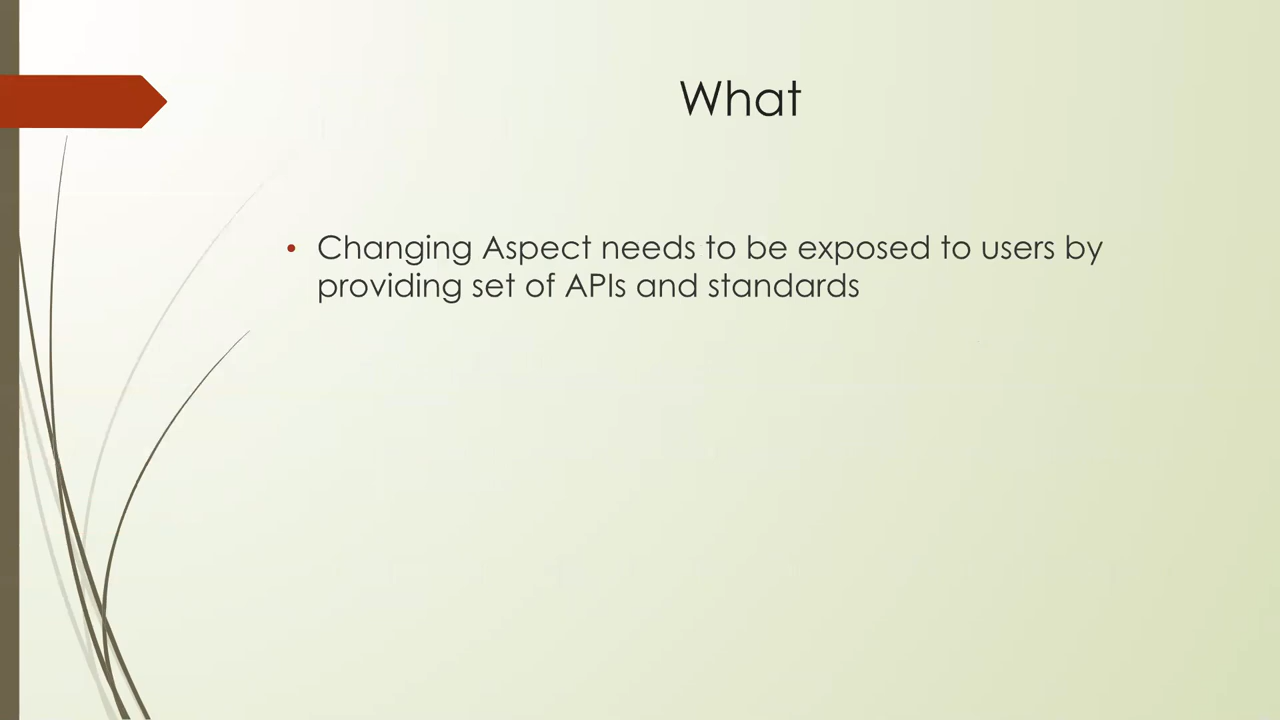 What
• Changing Aspect needs to be exposed to users by
providing set of APIs and standards